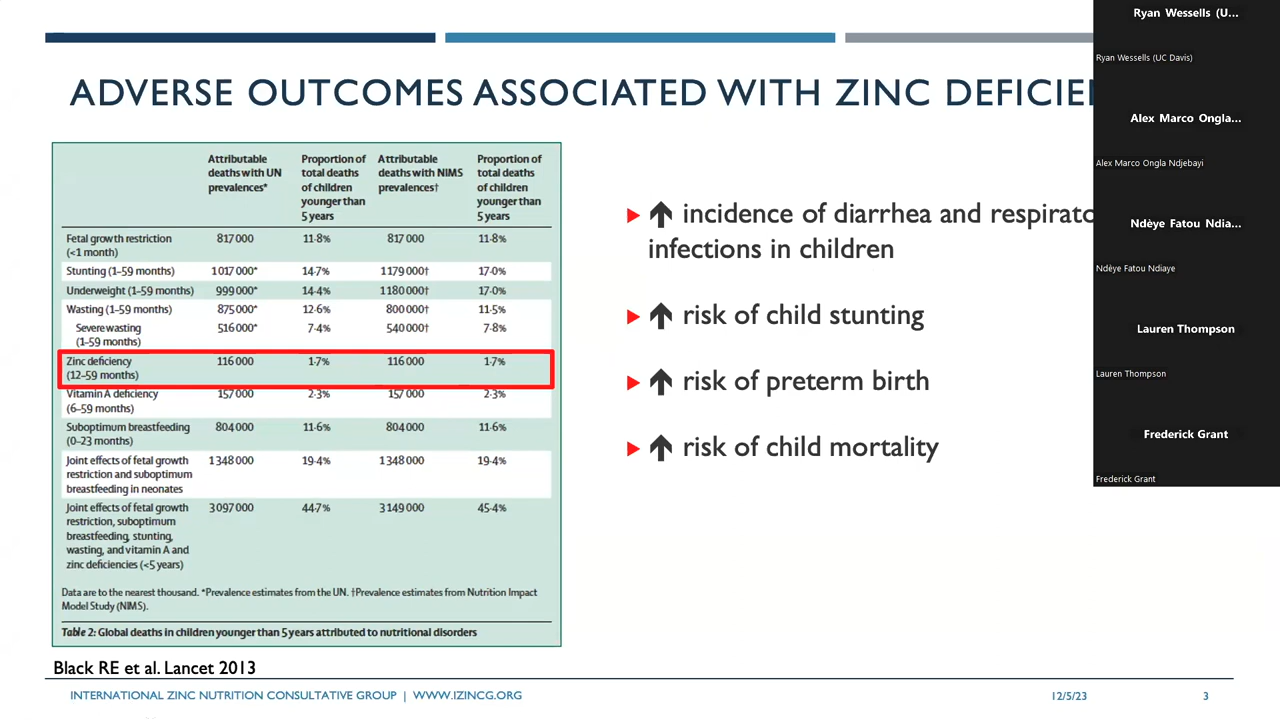 ADVERSE OUTCOMES ASSOCIATED WITH ZINC DEFICIE
Attributable deaths with UN prevalences* Proportion of total deaths of children younger than 5 years Attributable deaths with NIMS prevalences† Proportion of total deaths of children younger than 5 years
Fetal growth restriction (<1 month) 817 000 11·8% 817 000 11·8%
Stunting (1–59 months) 1 017 000* 14·7% 1 179 000† 17·0%
Underweight (1–59 months) 999 000* 14·4% 1 180 000† 17·0%
Wasting (1–59 months) 875 000* 12·6% 800 000† 11·5%
Severe wasting (1–59 months) 516 000* 7·4% 540 000† 7·8%
Zinc deficiency (12–59 months) 116 000 1·7% 116 000 1·7%
Vitamin A deficiency (6–59 months) 157 000 2·3% 157 000 2·3%
Suboptimum breastfeeding (0–23 months) 804 000 11·6% 804 000 11·6%
Joint effects of fetal growth restriction and suboptimum breastfeeding in neonates 1 348 000 19·4% 1 348 000 19·4%
Joint effects of fetal growth restriction, suboptimum breastfeeding, stunting, wasting, and vitamin A and zinc deficiencies (<5 years) 3 097 000 44·7% 3 149 000 45·4%
Data are to the nearest thousand. *Prevalence estimates from the UN. †Prevalence estimates from Nutrition Impact
Model Study (NIMS).
Table 2: Global deaths in children younger than 5 years attributed to nutritional disorders
Black RE et al. Lancet 2013
incidence of diarrhea and respirato
infections in children
risk of child stunting
risk of preterm birth
risk of child mortality
INTERNATIONAL ZINC NUTRITION CONSULTATIVE GROUP | WWW.IZINCG.ORG
12/5/23
3
Ryan Wessells (U...
Ryan Wessells (UC Davis)
Alex Marco Ongla...
Alex Marco Ongla Ndjebayi
Ndèye Fatou Ndia...
Ndèye Fatou Ndiaye
Lauren Thompson
Lauren Thompson
Frederick Grant
Frederick Grant